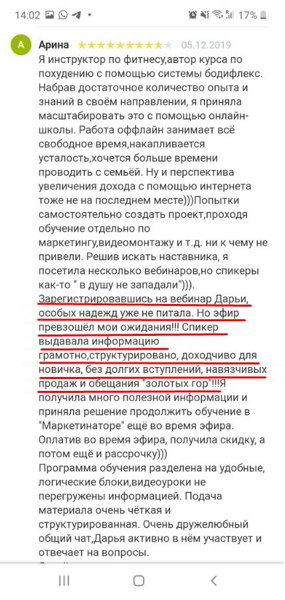 14:02 17%
А Арина 05.12.2019
Я инструктор по фитнесу,автор курса по
похудению с помощью системы бодифлекс.
Набрав достаточное количество опыта и
знаний в своём направлении, я приняла
масштабировать это с помощью онлайн-
школы. Работа оффлайн занимает всё
свободное время,накапливается
усталость,хочется больше времени
проводить с семьёй. Ну и перспектива
увеличения дохода с помощью интернета
тоже не на последнем месте)))Попытки
самостоятельно создать проект,проходя
обучение отдельно по
маркетингу,видеомонтажу и т.д. ни к чему не
привели. Решив искать наставника, я
посетила несколько вебинаров,но спикеры
как-то " в душу не западали"))).
Зарегистрировавшись на вебинар Дарьи,
особых надежд уже не питала. Но эфир
превзошёл мои ожидания!!! Спикер
выдавала информацию
грамотно,структурировано, доходчиво для
новичка, без долгих вступлений, навязчивых
продаж и обещания "золотых гор"!!!Я
получила много полезной информации и
приняла решение продолжить обучение в
"Маркетинаторе" ещё во время эфира.
Оплатив во время эфира, получила скидку, а
потом ещё и рассрочку)))
Программа обучения разделена на удобные,
логические блоки,видеоуроки не
перегружены информацией. Подача
материала очень чёткая и
структурированная. Очень дружелюбный
общий чат,Дарья активно в нём участвует и
отвечает на вопросы.